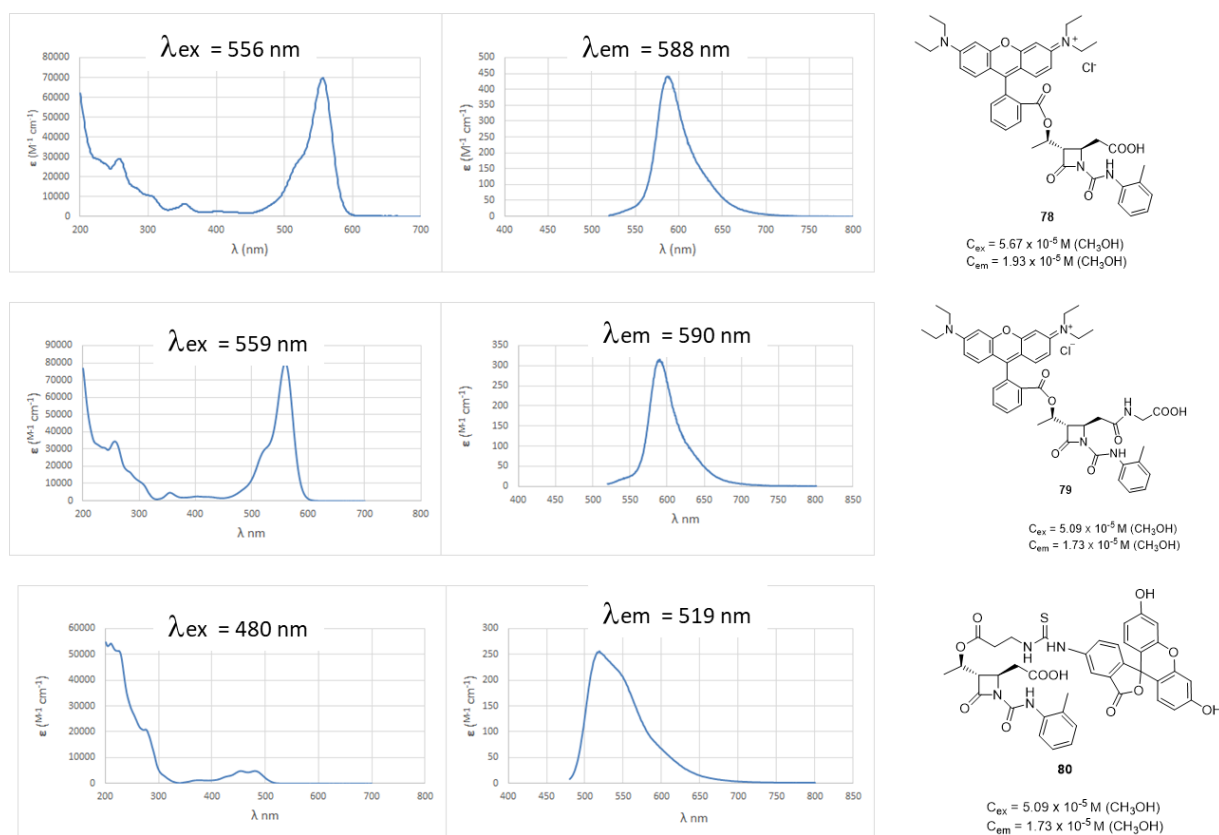 λex = 556 nm
80000
70000
60000
50000
40000
30000
20000
10000
0
200 300 400 500 600 700
ε (M⁻¹ cm⁻¹)
λ (nm)
λem = 588 nm
500
450
400
350
300
250
200
150
100
50
0
400 450 500 550 600 650 700 750 800
ε (M⁻¹ cm⁻¹)
λ (nm)
N
O
N⁺
Cl⁻
O
O
COOH
O
N
H
N
O
78
Cex = 5.67 x 10⁻⁵ M (CH₃OH)
Cem = 1.93 x 10⁻⁵ M (CH₃OH)
λex = 559 nm
90000
80000
70000
60000
50000
40000
30000
20000
10000
0
200 300 400 500 600 700 800
ε (M⁻¹ cm⁻¹)
λ nm
λem = 590 nm
350
300
250
200
150
100
50
0
400 450 500 550 600 650 700 750 800 850
ε (M⁻¹ cm⁻¹)
λ nm
N
O
N⁺
Cl⁻
O
O
H
N
COOH
O
O
N
NH
O
79
Cex = 5.09 x 10⁻⁵ M (CH₃OH)
Cem = 1.73 x 10⁻⁵ M (CH₃OH)
λex = 480 nm
60000
50000
40000
30000
20000
10000
0
200 300 400 500 600 700 800
ε (M⁻¹ cm⁻¹)
λ nm
λem = 519 nm
300
250
200
150
100
50
0
400 450 500 550 600 650 700 750 800 850
ε (M⁻¹ cm⁻¹)
λ nm
OH
O
S
O
N
H
NH
O
COOH
O
N
NH
O
O
O
OH
80
Cex = 5.09 x 10⁻⁵ M (CH₃OH)
Cem = 1.73 x 10⁻⁵ M (CH₃OH)